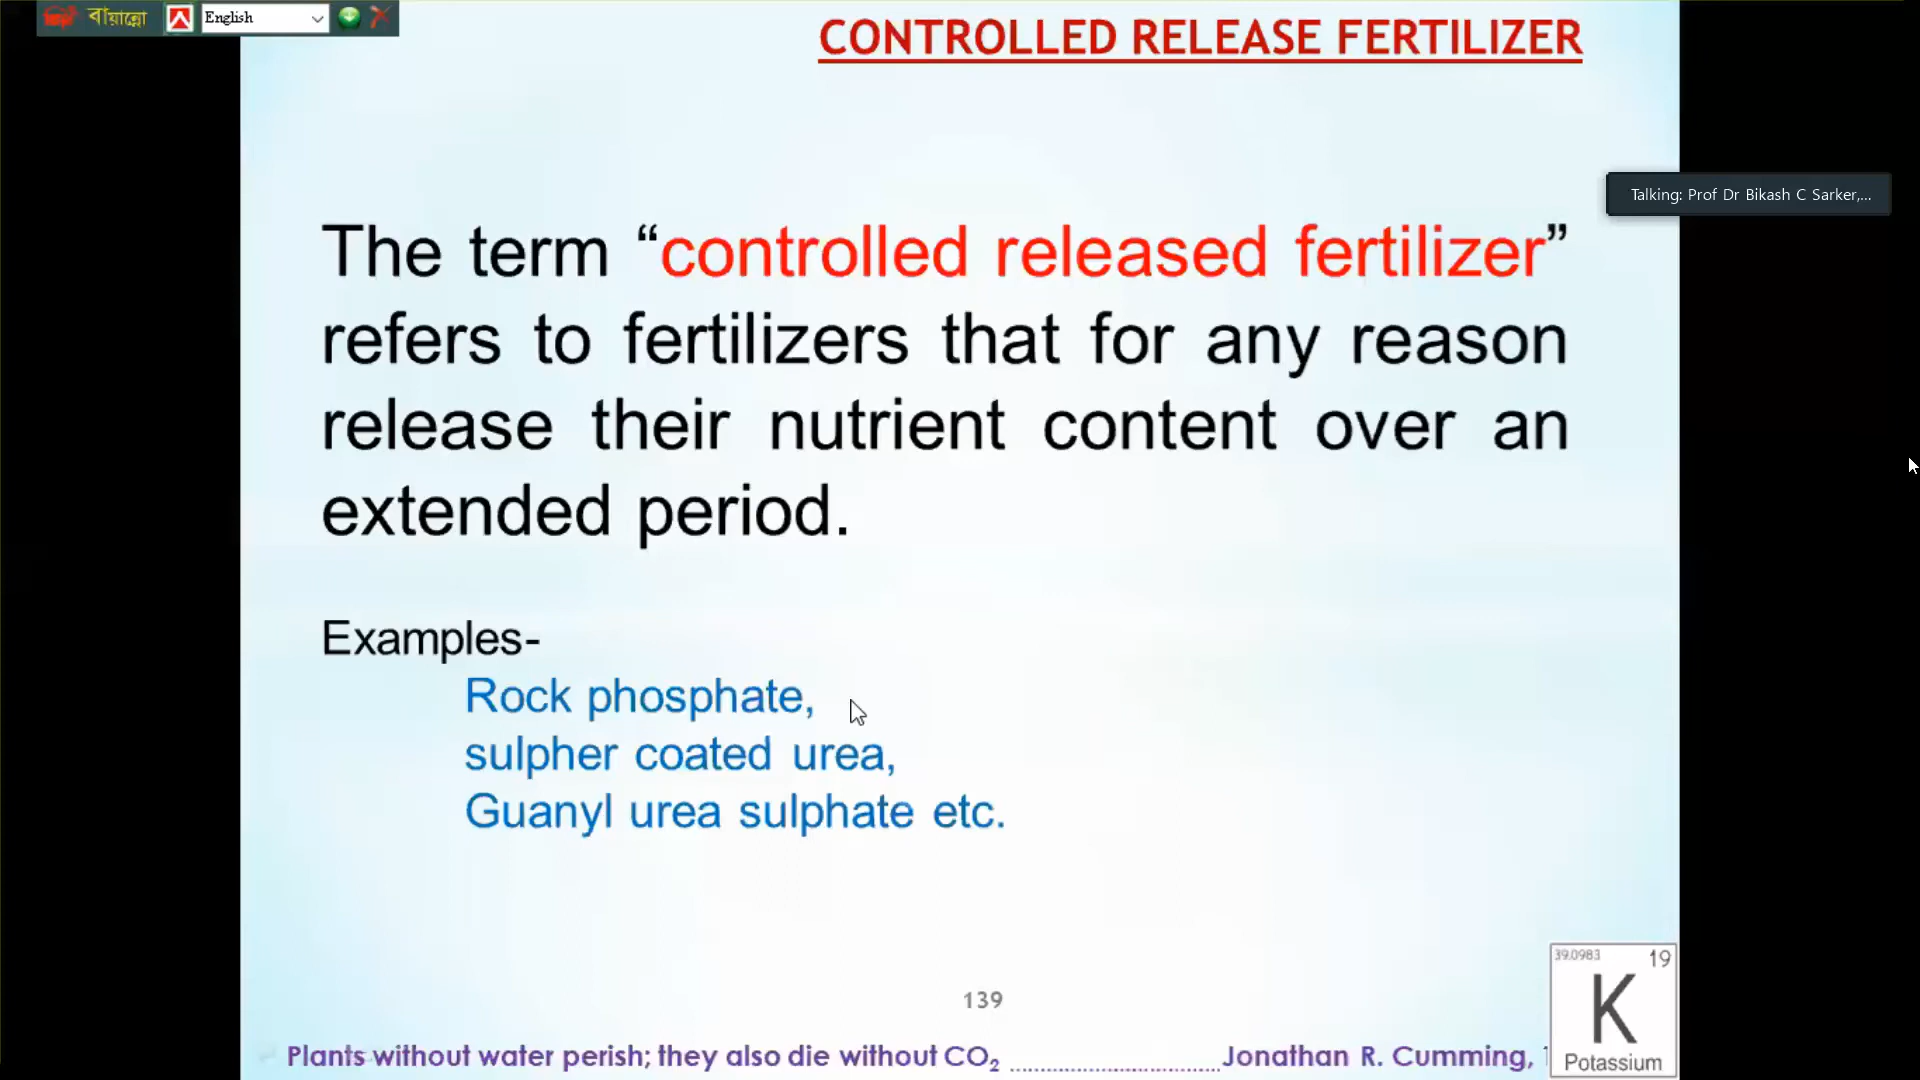 বায়ান্নো English
CONTROLLED RELEASE FERTILIZER
Talking: Prof Dr Bikash C Sarker,...
The term “controlled released fertilizer”
refers to fertilizers that for any reason
release their nutrient content over an
extended period.
Examples-
Rock phosphate,
sulpher coated urea,
Guanyl urea sulphate etc.
39.0983 19
K
Potassium
139
Plants without water perish; they also die without CO₂ ................................Jonathan R. Cumming,